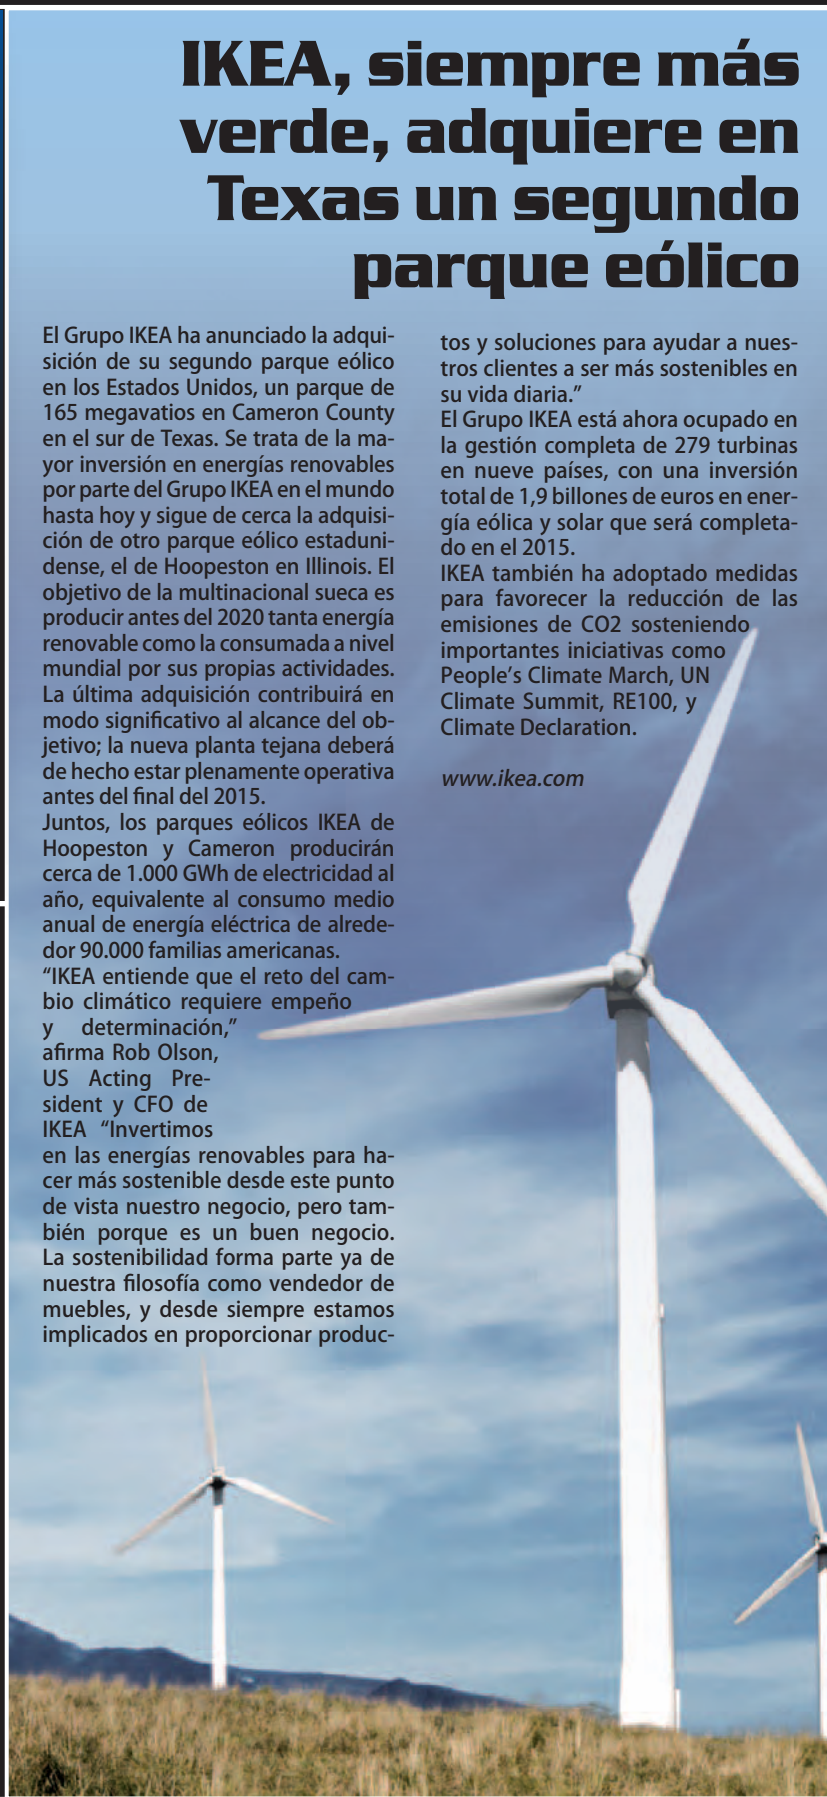 IKEA, siempre más
verde, adquiere en
Texas un segundo
parque eólico
El Grupo IKEA ha anunciado la adqui-
sición de su segundo parque eólico
en los Estados Unidos, un parque de
165 megavatios en Cameron County
en el sur de Texas. Se trata de la ma-
yor inversión en energías renovables
por parte del Grupo IKEA en el mundo
hasta hoy y sigue de cerca la adquisi-
ción de otro parque eólico estaduni-
dense, el de Hoopeston en Illinois. El
objetivo de la multinacional sueca es
producir antes del 2020 tanta energía
renovable como la consumada a nivel
mundial por sus propias actividades.
La última adquisición contribuirá en
modo significativo al alcance del ob-
jetivo; la nueva planta tejana deberá
de hecho estar plenamente operativa
antes del final del 2015.
Juntos, los parques eólicos IKEA de
Hoopeston y Cameron producirán
cerca de 1.000 GWh de electricidad al
año, equivalente al consumo medio
anual de energía eléctrica de alrede-
dor 90.000 familias americanas.
“IKEA entiende que el reto del cam-
bio climático requiere empeño
y determinación,”
afirma Rob Olson,
US Acting Pre-
sident y CFO de
IKEA “Invertimos
en las energías renovables para ha-
cer más sostenible desde este punto
de vista nuestro negocio, pero tam-
bién porque es un buen negocio.
La sostenibilidad forma parte ya de
nuestra filosofía como vendedor de
muebles, y desde siempre estamos
implicados en proporcionar produc-
tos y soluciones para ayudar a nues-
tros clientes a ser más sostenibles en
su vida diaria.”
El Grupo IKEA está ahora ocupado en
la gestión completa de 279 turbinas
en nueve países, con una inversión
total de 1,9 billones de euros en ener-
gía eólica y solar que será completa-
do en el 2015.
IKEA también ha adoptado medidas
para favorecer la reducción de las
emisiones de CO2 sosteniendo
importantes iniciativas como
People’s Climate March, UN
Climate Summit, RE100, y
Climate Declaration.
www.ikea.com